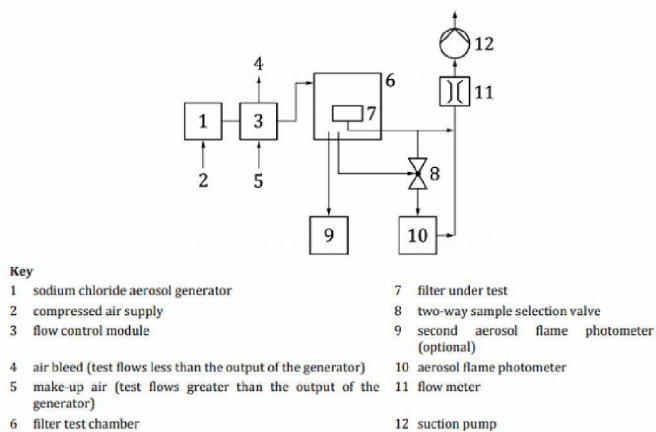 12
4
6
11
7
1
3
8
2
5
9
10
Key
1 sodium chloride aerosol generator
2 compressed air supply
3 flow control module
4 air bleed (test flows less than the output of the generator)
5 make-up air (test flows greater than the output of the
generator)
6 filter test chamber
7 filter under test
8 two-way sample selection valve
9 second aerosol flame photometer
(optional)
10 aerosol flame photometer
11 flow meter
12 suction pump